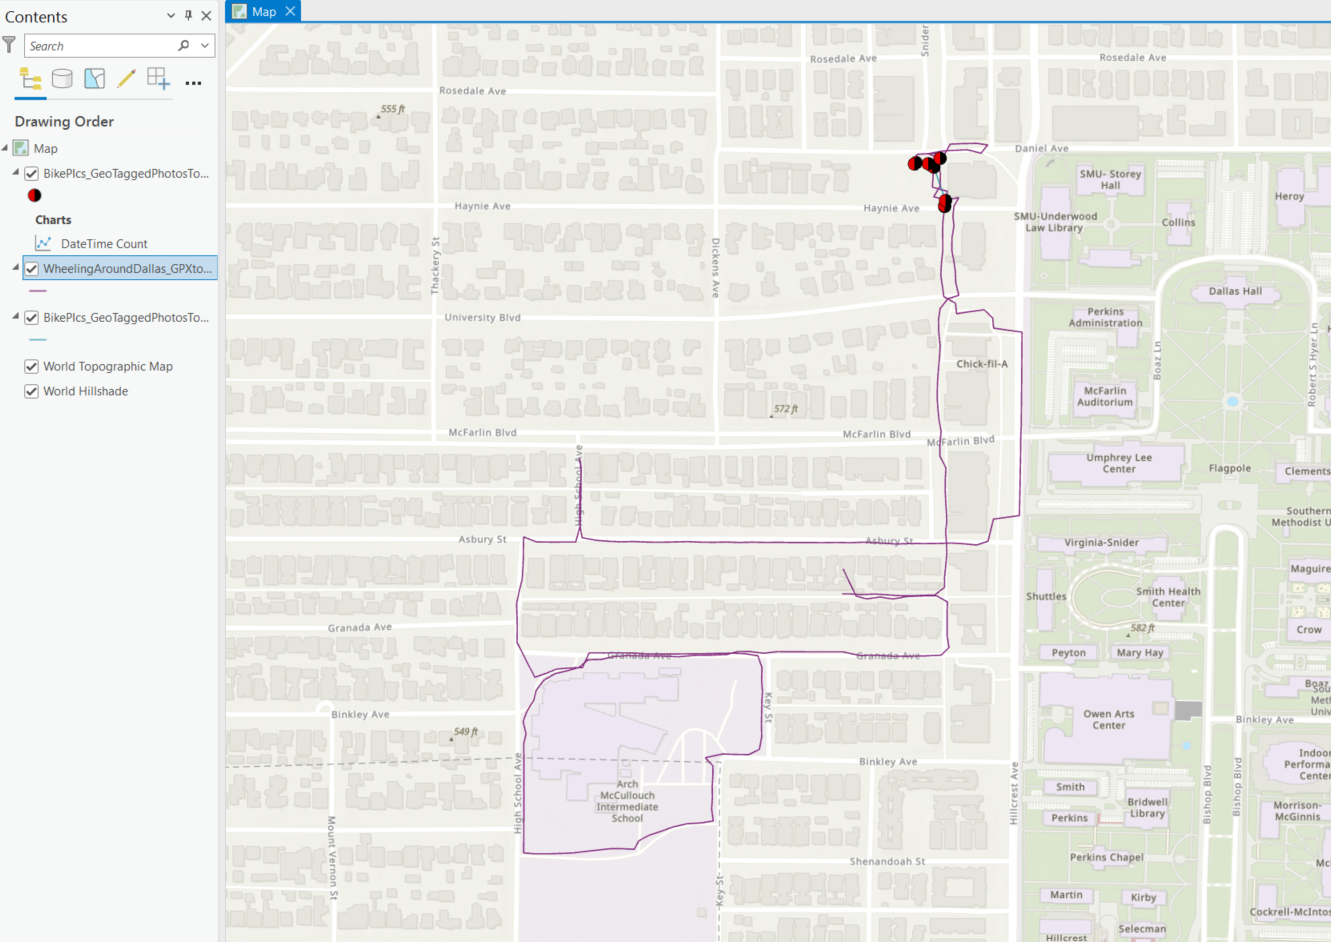 Contents
Map
Search
Drawing Order
Map
BikePIcs_GeoTaggedPhotosTo...
Charts
DateTime Count
WheelingAroundDallas_GPXto...
BikePIcs_GeoTaggedPhotosTo...
World Topographic Map
World Hillshade
Snider
Rosedale Ave
Rosedale Ave
Rosedale Ave
555 ft
Daniel Ave
SMU- Storey
Hall
Heroy
Haynie Ave
Haynie Ave
SMU-Underwood
Law Library
Collins
Thackery St
Dickens Ave
Dallas Hall
University Blvd
Perkins
Administration
Boaz Ln
Robert S Hyer Ln
Chick-fil-A
McFarlin
Auditorium
572 ft
McFarlin Blvd
McFarlin Blvd
McFarlin Blvd
High School Ave
Umphrey Lee
Center
Flagpole
Clements
Southern
Methodist U
Asbury St
Asbury St
Virginia-Snider
Maguire
Shuttles
Smith Health
Center
Granada Ave
582 ft
Crow
Granada Ave
Granada Ave
Peyton
Mary Hay
Boaz
Sou
Meth
Univ
Key St
Binkley Ave
Owen Arts
Center
Binkley Ave
549 ft
High School Ave
Binkley Ave
Hillcrest Ave
Bishop Blvd
Bishop Blvd
Indoor
Performa
Center
Arch
McCullouch
Intermediate
School
Smith
Bridwell
Library
Morrison-
McGinnis
Perkins
Mount Vernon St
Shenandoah St
Perkins Chapel
Mc
Key St
Martin
Kirby
Cockrell-McIntos
Hillcrest
Selecman